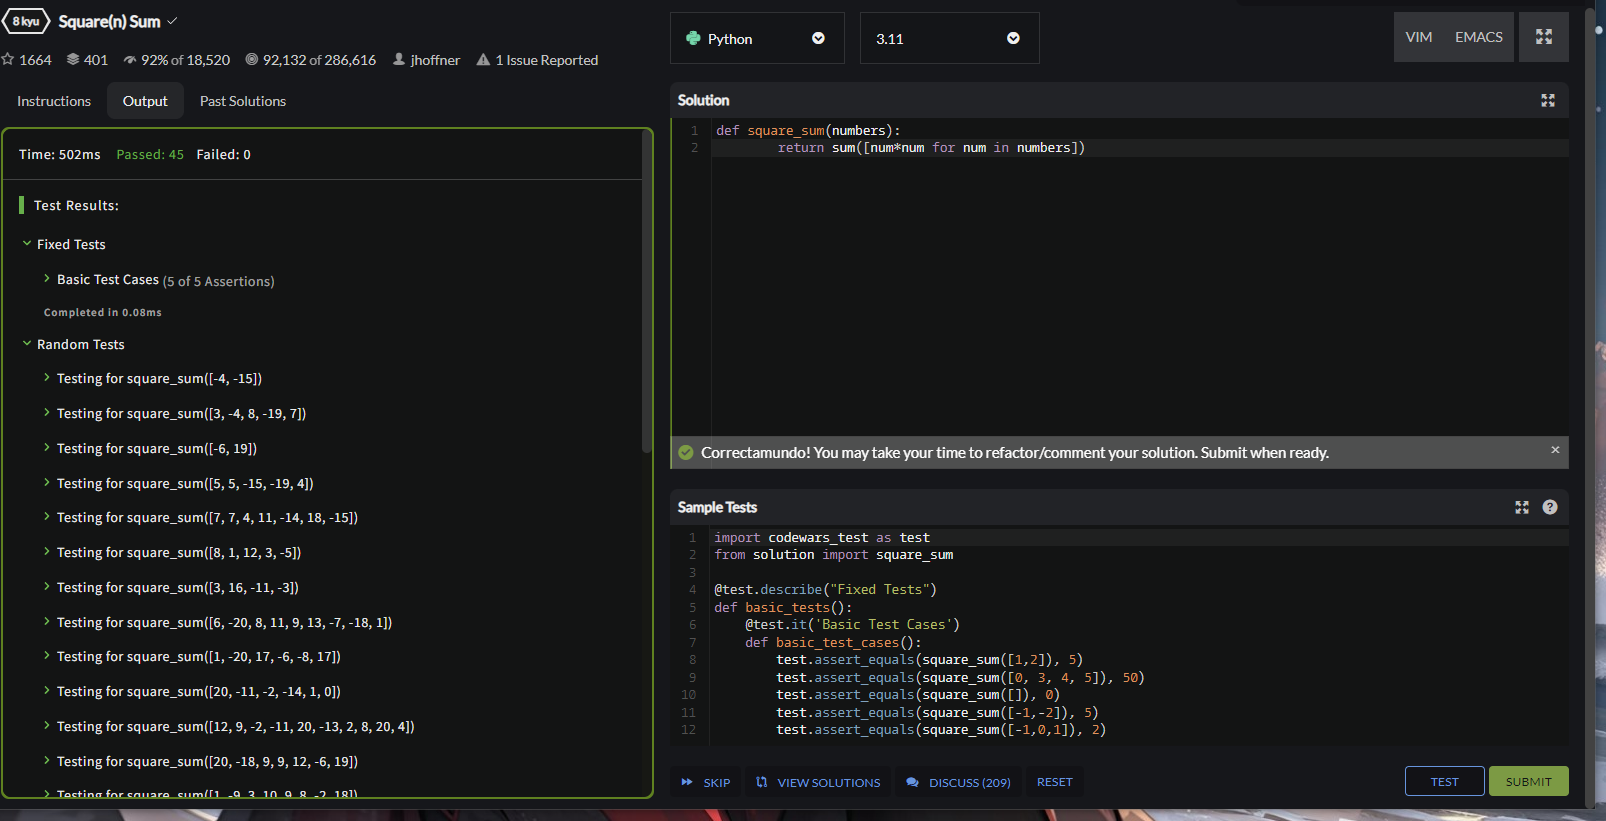 8 kyu Square(n) Sum
1664 401 92% of 18,520 92,132 of 286,616 jhoffner 1 Issue Reported
Instructions Output Past Solutions
Time: 502ms Passed: 45 Failed: 0
Test Results:
Fixed Tests
Basic Test Cases (5 of 5 Assertions)
Completed in 0.08ms
Random Tests
Testing for square_sum([-4, -15])
Testing for square_sum([3, -4, 8, -19, 7])
Testing for square_sum([-6, 19])
Testing for square_sum([5, 5, -15, -19, 4])
Testing for square_sum([7, 7, 4, 11, -14, 18, -15])
Testing for square_sum([8, 1, 12, 3, -5])
Testing for square_sum([3, 16, -11, -3])
Testing for square_sum([6, -20, 8, 11, 9, 13, -7, -18, 1])
Testing for square_sum([1, -20, 17, -6, -8, 17])
Testing for square_sum([20, -11, -2, -14, 1, 0])
Testing for square_sum([12, 9, -2, -11, 20, -13, 2, 8, 20, 4])
Testing for square_sum([20, -18, 9, 9, 12, -6, 19])
Testing for square_sum([1, -9, 3, 10, 9, 8, -2, 18])
Python 3.11 VIM EMACS
Solution
1 def square_sum(numbers):
2 return sum([num*num for num in numbers])
Correctamundo! You may take your time to refactor/comment your solution. Submit when ready. ×
Sample Tests ?
1 import codewars_test as test
2 from solution import square_sum
3
4 @test.describe("Fixed Tests")
5 def basic_tests():
6 @test.it('Basic Test Cases')
7 def basic_test_cases():
8 test.assert_equals(square_sum([1,2]), 5)
9 test.assert_equals(square_sum([0, 3, 4, 5]), 50)
10 test.assert_equals(square_sum([]), 0)
11 test.assert_equals(square_sum([-1,-2]), 5)
12 test.assert_equals(square_sum([-1,0,1]), 2)
SKIP VIEW SOLUTIONS DISCUSS (209) RESET TEST SUBMIT